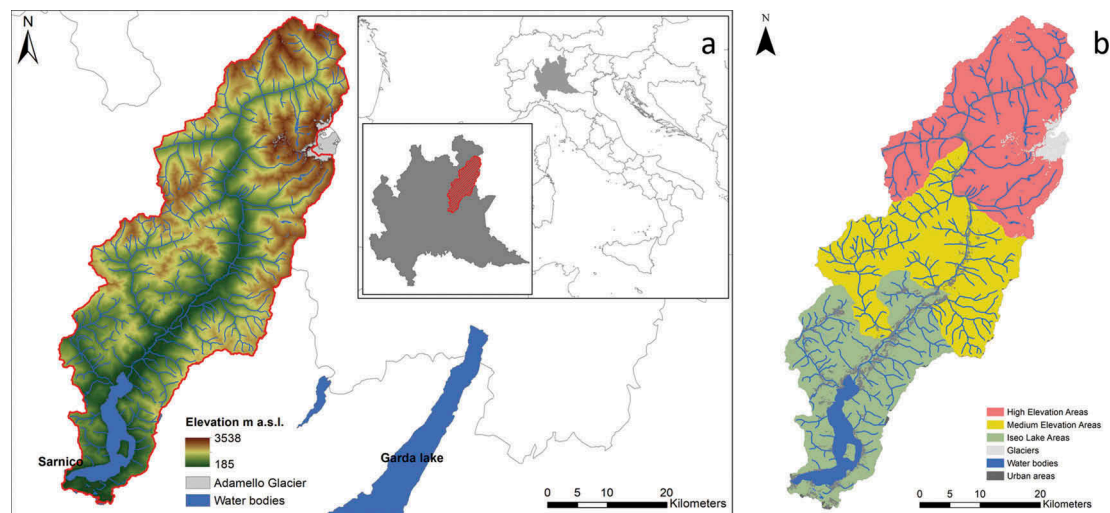 N
a
Sarnico
Elevation m a.s.l.
3538
185
Adamello Glacier
Water bodies
Garda lake
0 5 10 20
Kilometers
N
b
High Elevation Areas
Medium Elevation Areas
Iseo Lake Areas
Glaciers
Water bodies
Urban areas
0 5 10 20
Kilometers